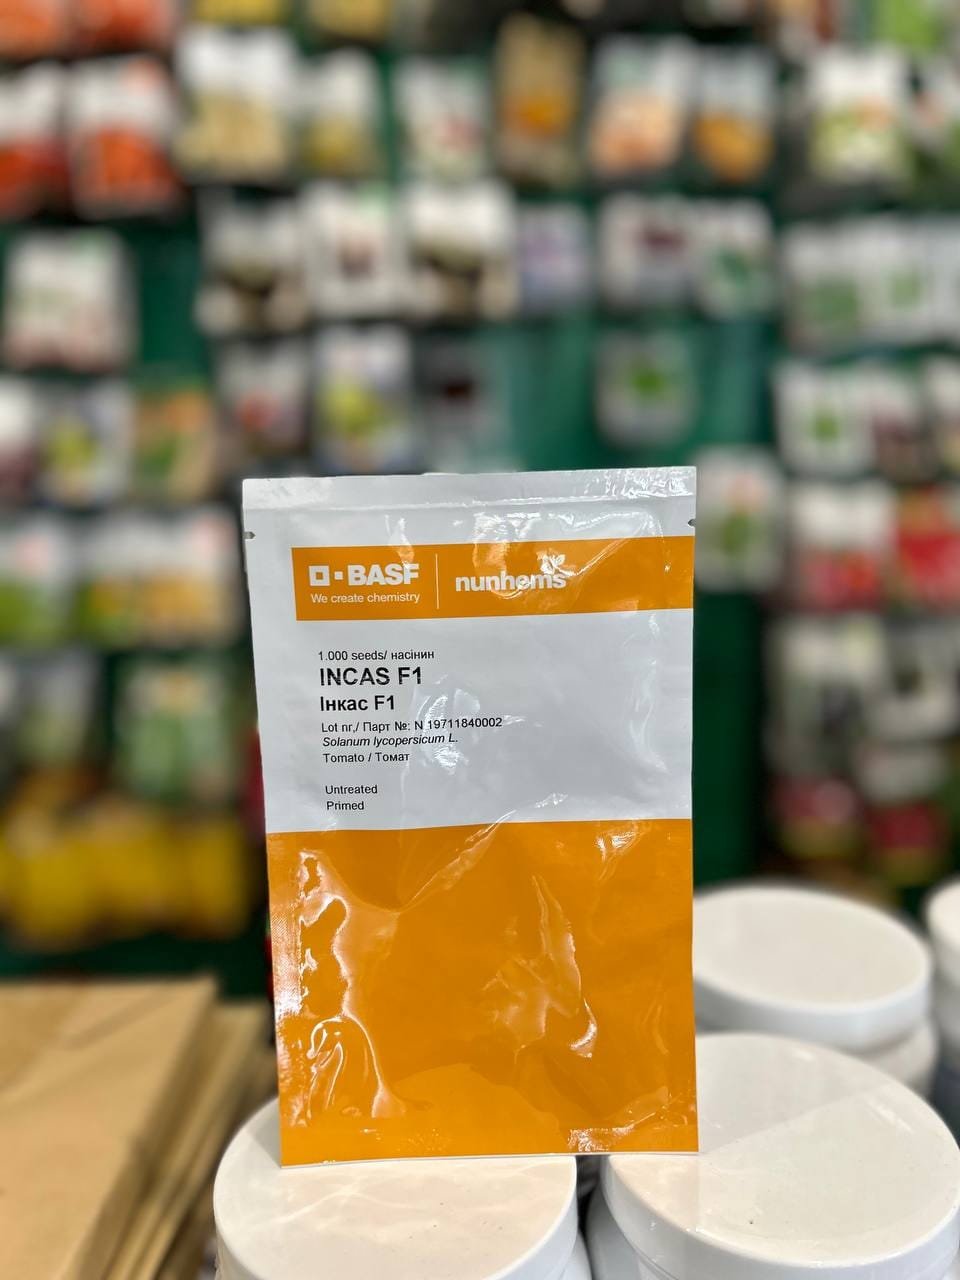 BASF
We create chemistry
nunhems
1.000 seeds/ насінин
INCAS F1
Інкас F1
Lot nr,/ Парт №: N 19711840002
Solanum lycopersicum L.
Tomato / Томат
Untreated
Primed